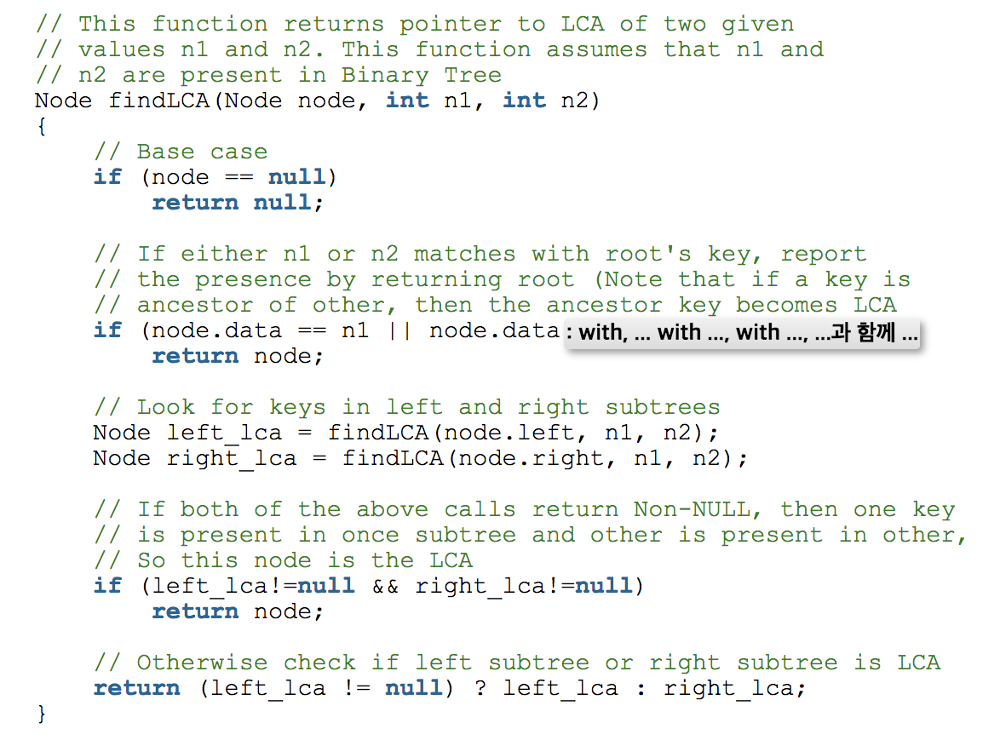 // This function returns pointer to LCA of two given
// values n1 and n2. This function assumes that n1 and
// n2 are present in Binary Tree
Node findLCA(Node node, int n1, int n2)
{
// Base case
if (node == null)
return null;
// If either n1 or n2 matches with root's key, report
// the presence by returning root (Note that if a key is
// ancestor of other, then the ancestor key becomes LCA
if (node.data == n1 || node.data : with, ... with ..., with ..., ...과 함께 ...
return node;
// Look for keys in left and right subtrees
Node left_lca = findLCA(node.left, n1, n2);
Node right_lca = findLCA(node.right, n1, n2);
// If both of the above calls return Non-NULL, then one key
// is present in once subtree and other is present in other,
// So this node is the LCA
if (left_lca!=null && right_lca!=null)
return node;
// Otherwise check if left subtree or right subtree is LCA
return (left_lca != null) ? left_lca : right_lca;
}